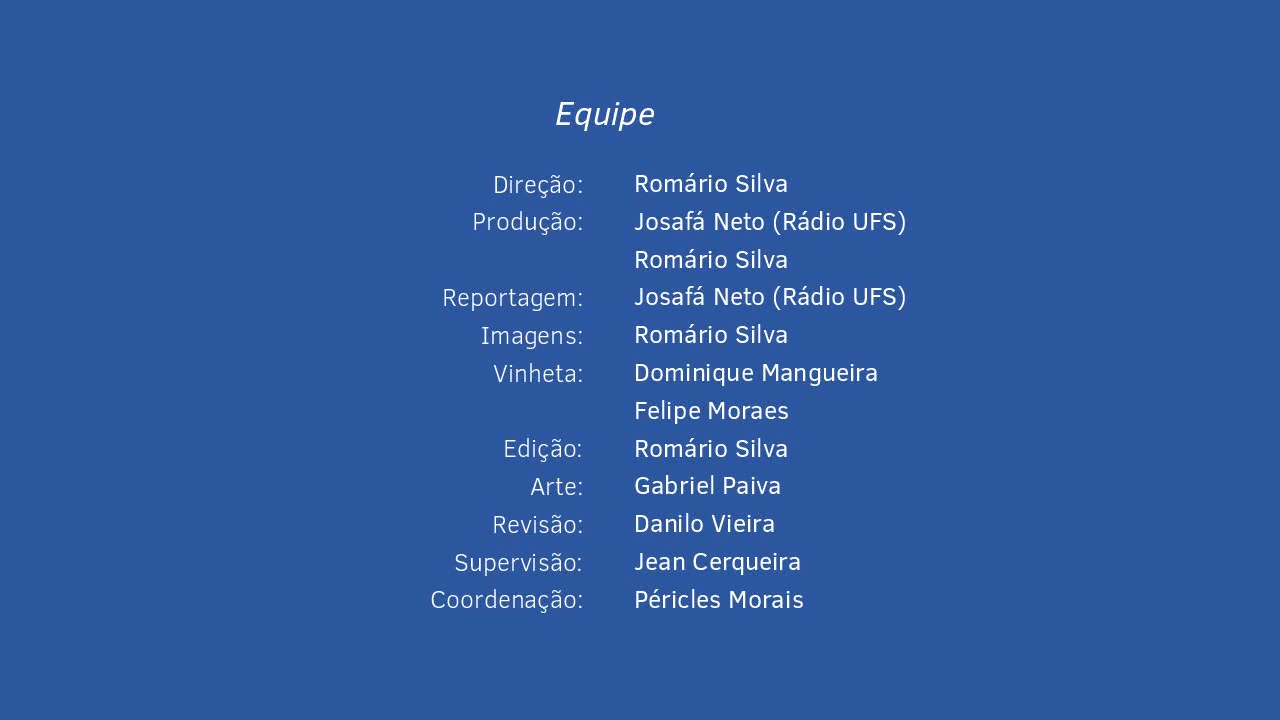 Equipe
Direção: Romário Silva
Produção: Josafá Neto (Rádio UFS)
Romário Silva
Reportagem: Josafá Neto (Rádio UFS)
Imagens: Romário Silva
Vinheta: Dominique Mangueira
Felipe Moraes
Edição: Romário Silva
Arte: Gabriel Paiva
Revisão: Danilo Vieira
Supervisão: Jean Cerqueira
Coordenação: Péricles Morais